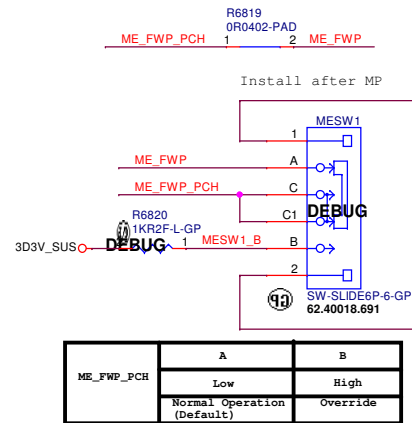 R6819
0R0402-PAD
ME_FWP_PCH 1 2 ME_FWP
Install after MP
MESW1
1
ME_FWP A
ME_FWP_PCH C
C1
DEBUG
R6820
1KR2F-L-GP
3D3V_SUS DEBUG 1 MESW1_B B
2
SW-SLIDE6P-6-GP
62.40018.691
ME_FWP_PCH A B
Low High
Normal Operation Override
(Default)